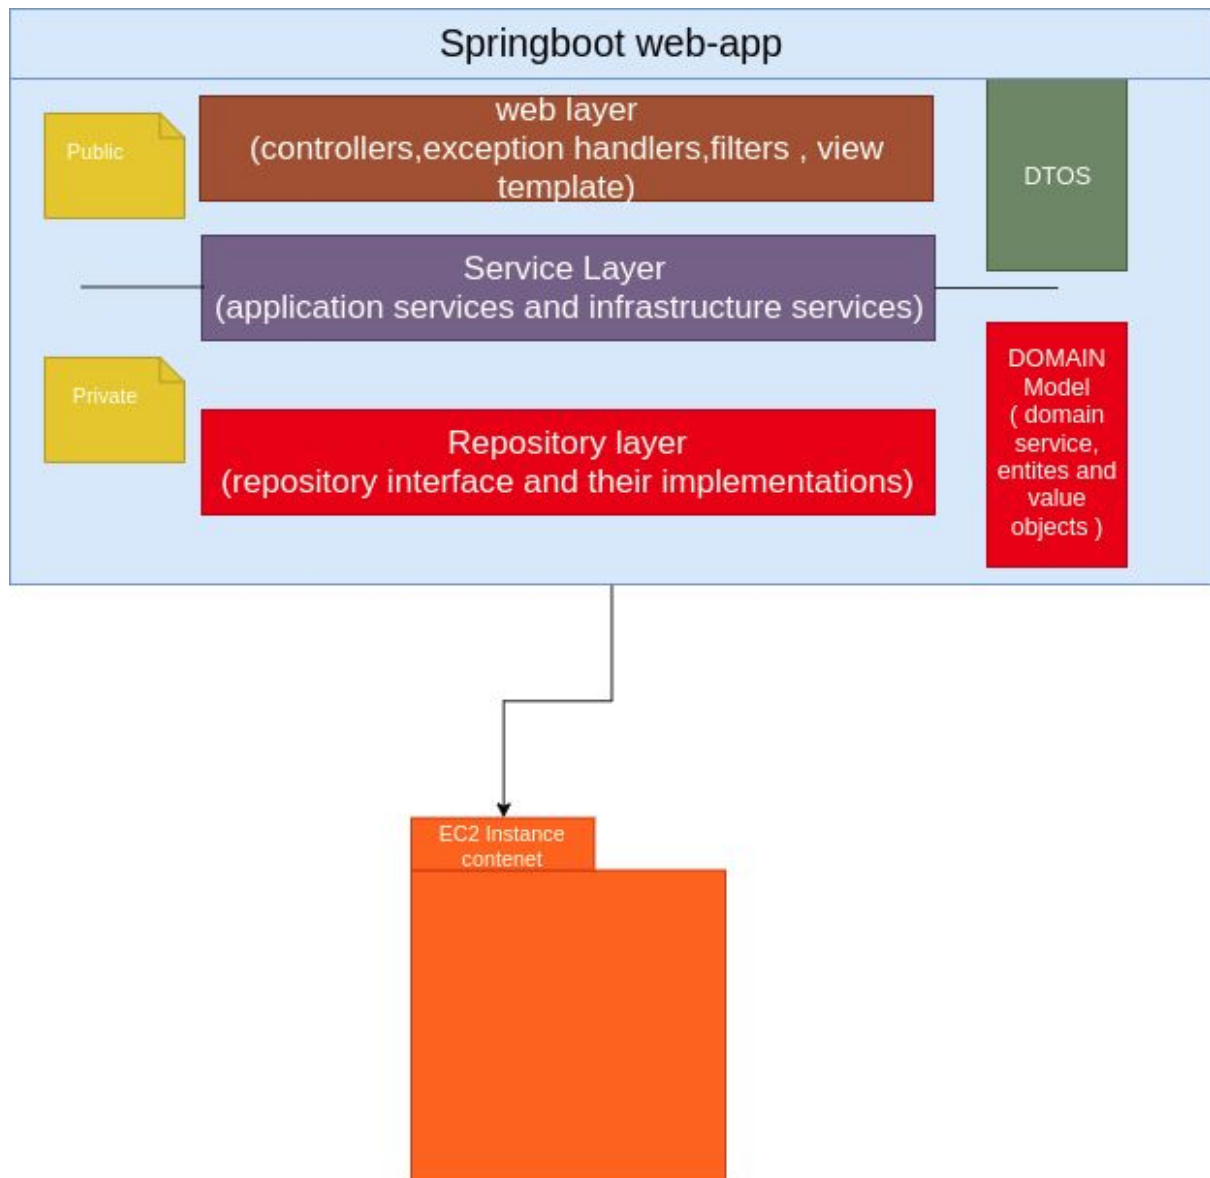 Springboot web-app
Public
web layer
(controllers,exception handlers,filters , view
template)
DTOS
Service Layer
(application services and infrastructure services)
Private
Repository layer
(repository interface and their implementations)
DOMAIN
Model
( domain
service,
entites and
value
objects )
EC2 Instance
contenet